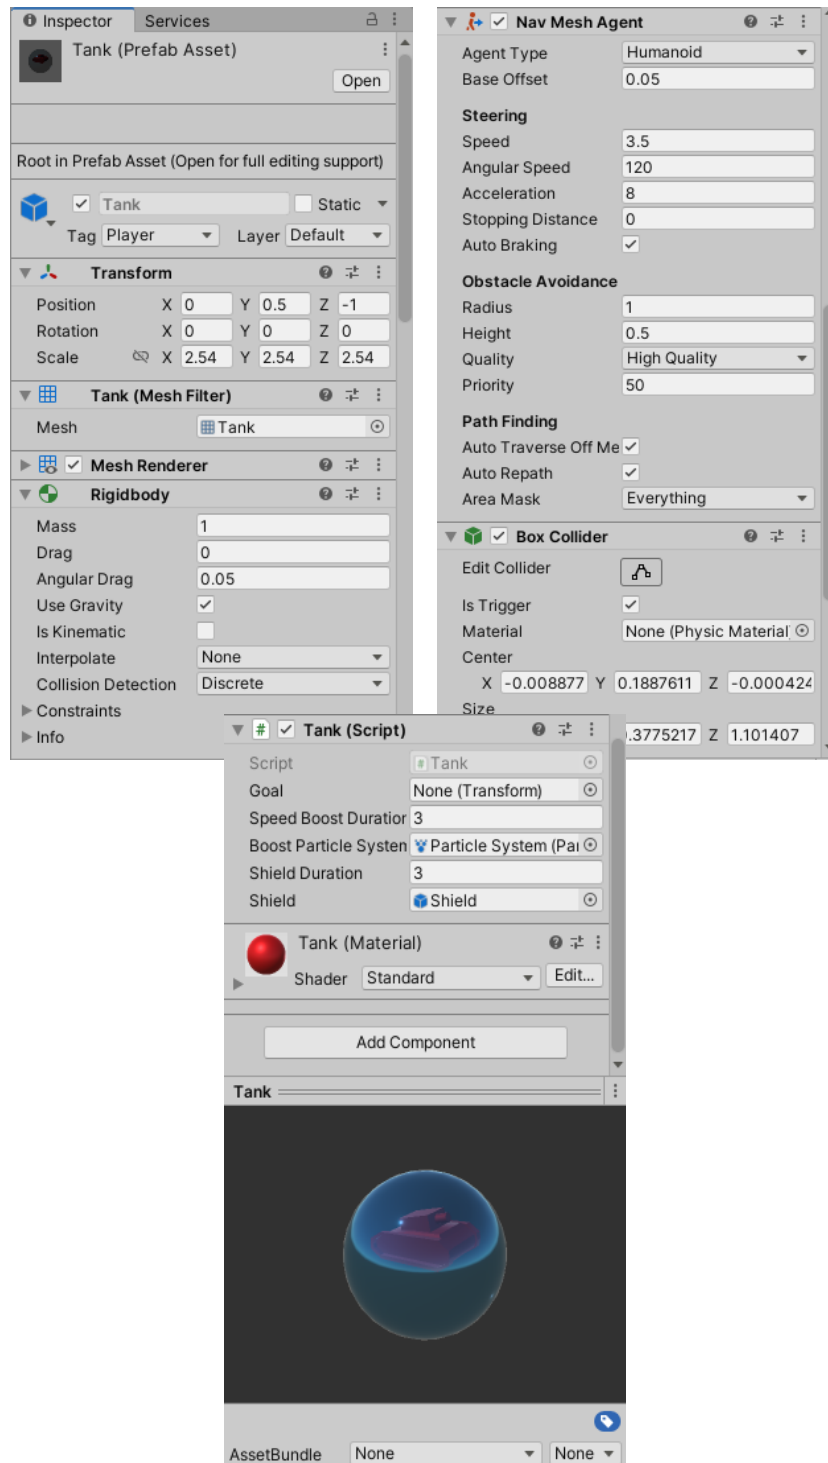 Inspector Services
Tank (Prefab Asset)
Open
Root in Prefab Asset (Open for full editing support)
Tank Static
Tag Player Layer Default
Transform
Position X 0 Y 0.5 Z -1
Rotation X 0 Y 0 Z 0
Scale X 2.54 Y 2.54 Z 2.54
Tank (Mesh Filter)
Mesh Tank
Mesh Renderer
Rigidbody
Mass 1
Drag 0
Angular Drag 0.05
Use Gravity
Is Kinematic
Interpolate None
Collision Detection Discrete
Constraints
Info
Nav Mesh Agent
Agent Type Humanoid
Base Offset 0.05
Steering
Speed 3.5
Angular Speed 120
Acceleration 8
Stopping Distance 0
Auto Braking
Obstacle Avoidance
Radius 1
Height 0.5
Quality High Quality
Priority 50
Path Finding
Auto Traverse Off Me
Auto Repath
Area Mask Everything
Box Collider
Edit Collider
Is Trigger
Material None (Physic Material)
Center
X -0.008877 Y 0.1887611 Z -0.000424
Size
.3775217 Z 1.101407
# Tank (Script)
Script # Tank
Goal None (Transform)
Speed Boost Duration 3
Boost Particle System Particle System (Par
Shield Duration 3
Shield Shield
Tank (Material)
Shader Standard Edit...
Add Component
Tank
AssetBundle None None